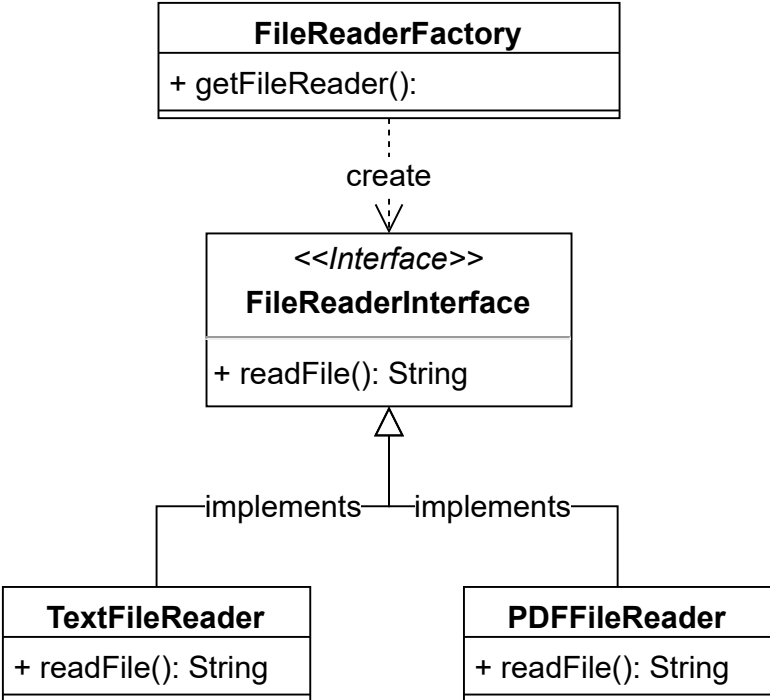 FileReaderFactory
+ getFileReader():
create
<<Interface>>
FileReaderInterface
+ readFile(): String
implements
implements
TextFileReader
PDFFileReader
+ readFile(): String
+ readFile(): String